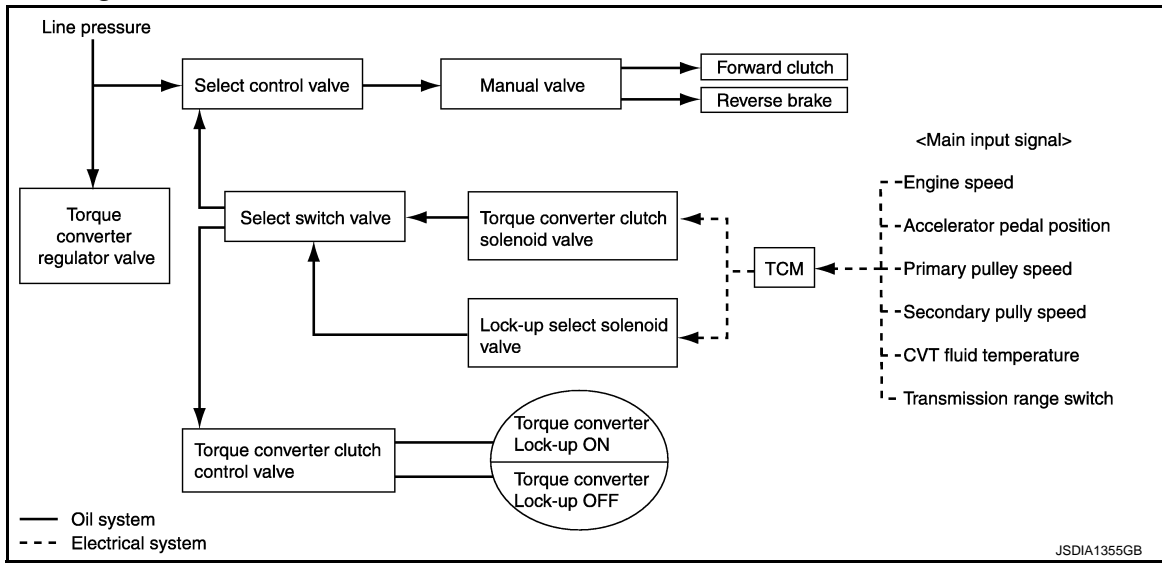 Line pressure
Select control valve
Manual valve
Forward clutch
Reverse brake
<Main input signal>
Torque
converter
regulator valve
Select switch valve
Torque converter clutch
solenoid valve
TCM
Engine speed
Accelerator pedal position
Primary pulley speed
Secondary pully speed
CVT fluid temperature
Transmission range switch
Lock-up select solenoid
valve
Torque converter clutch
control valve
Torque converter
Lock-up ON
Torque converter
Lock-up OFF
Oil system
Electrical system
JSDIA1355GB